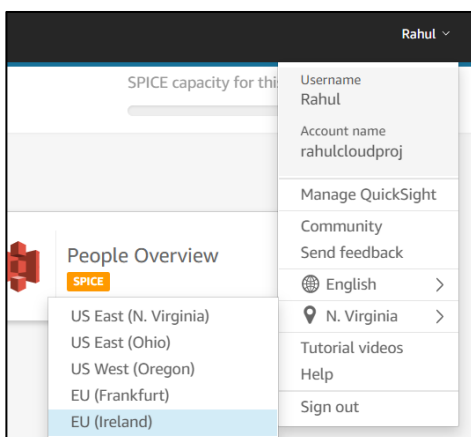 Rahul
SPICE capacity for thi
Username
Rahul
Account name
rahulcloudproj
Manage QuickSight
Community
Send feedback
English
N. Virginia
Tutorial videos
Help
Sign out
People Overview
SPICE
US East (N. Virginia)
US East (Ohio)
US West (Oregon)
EU (Frankfurt)
EU (Ireland)